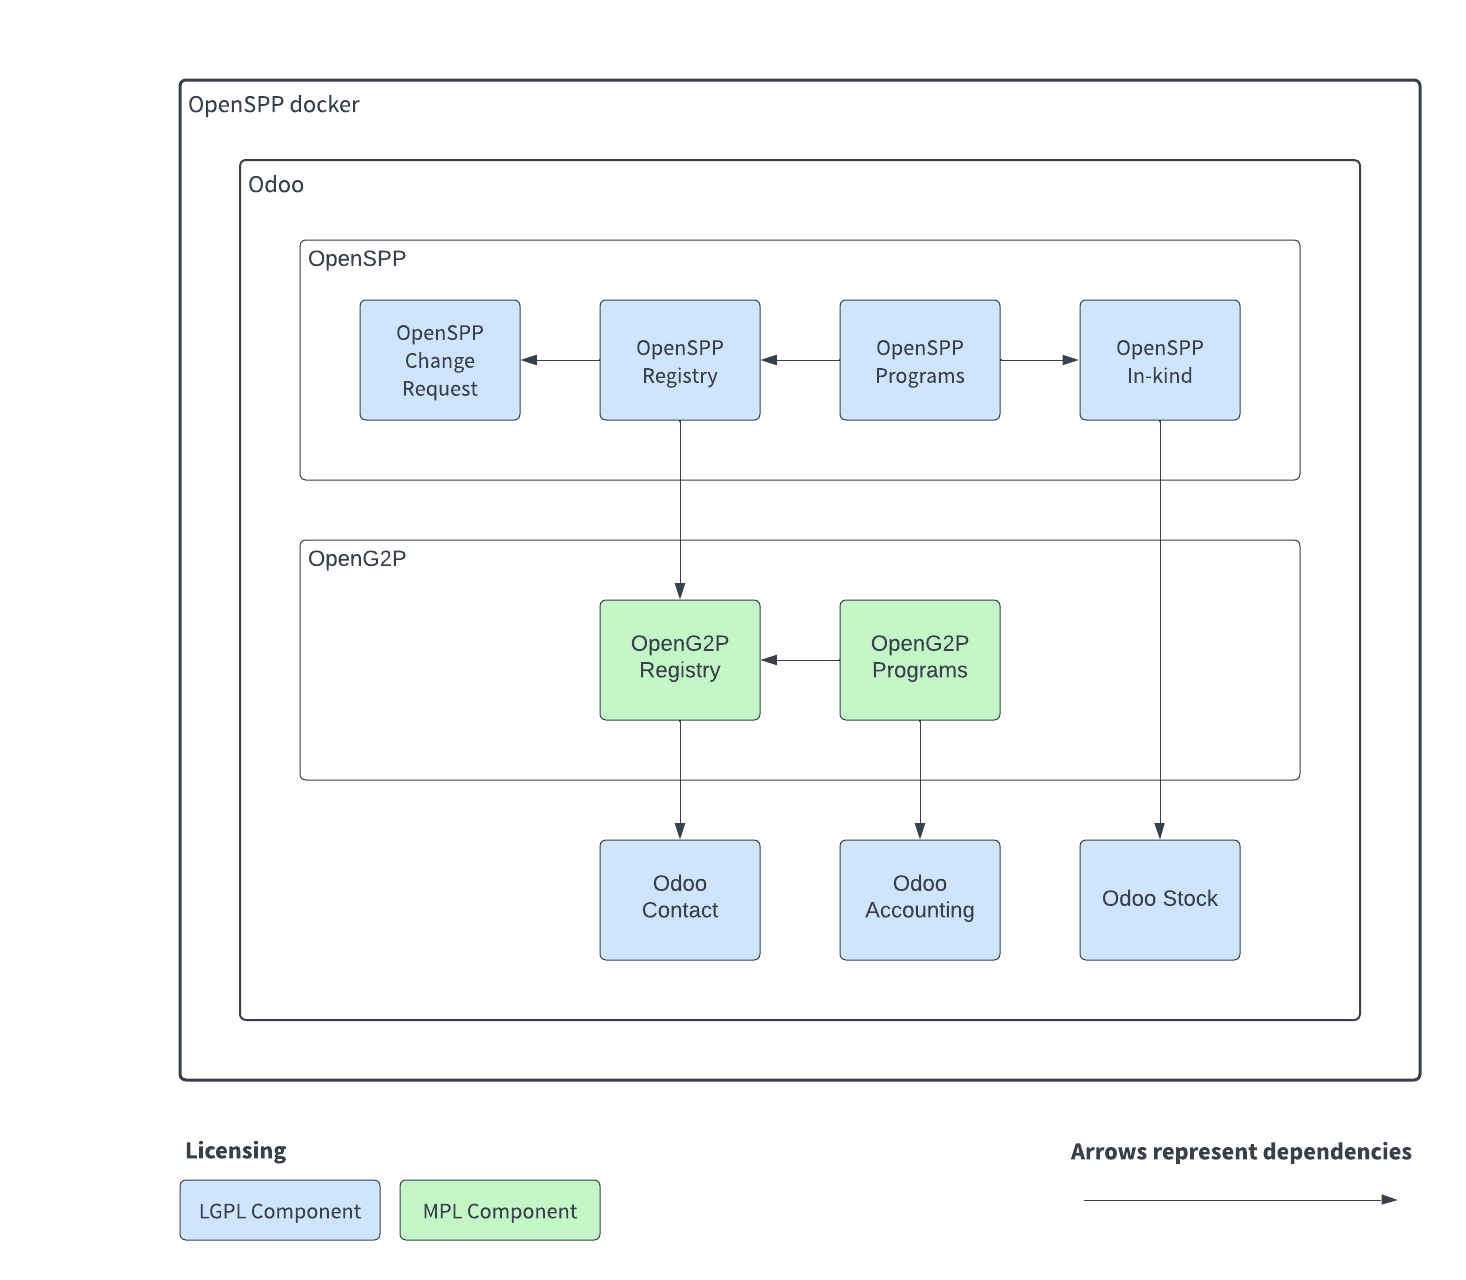 OpenSPP docker
Odoo
OpenSPP
OpenSPP
Change
Request
OpenSPP
Registry
OpenSPP
Programs
OpenSPP
In-kind
OpenG2P
OpenG2P
Registry
OpenG2P
Programs
Odoo
Contact
Odoo
Accounting
Odoo Stock
Licensing
LGPL Component
MPL Component
Arrows represent dependencies